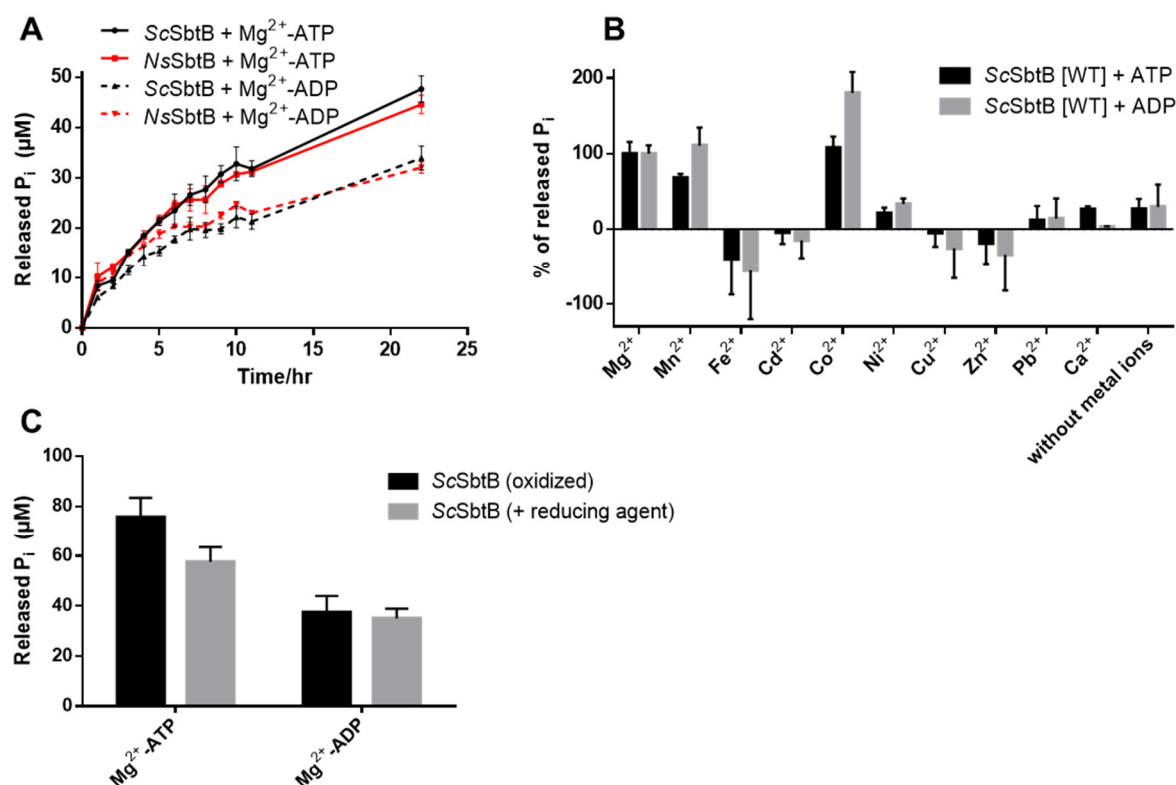 A
ScSbtB + Mg²⁺-ATP
NsSbtB + Mg²⁺-ATP
ScSbtB + Mg²⁺-ADP
NsSbtB + Mg²⁺-ADP
Released Pᵢ (µM)
50
40
30
20
10
0
0 5 10 15 20 25
Time/hr
B
ScSbtB [WT] + ATP
ScSbtB [WT] + ADP
% of released Pᵢ
200
100
0
-100
Mg²⁺
Mn²⁺
Fe²⁺
Cd²⁺
Co²⁺
Ni²⁺
Cu²⁺
Zn²⁺
Pb²⁺
Ca²⁺
without metal ions
C
ScSbtB (oxidized)
ScSbtB (+ reducing agent)
Released Pᵢ (µM)
100
80
60
40
20
0
Mg²⁺-ATP
Mg²⁺-ADP